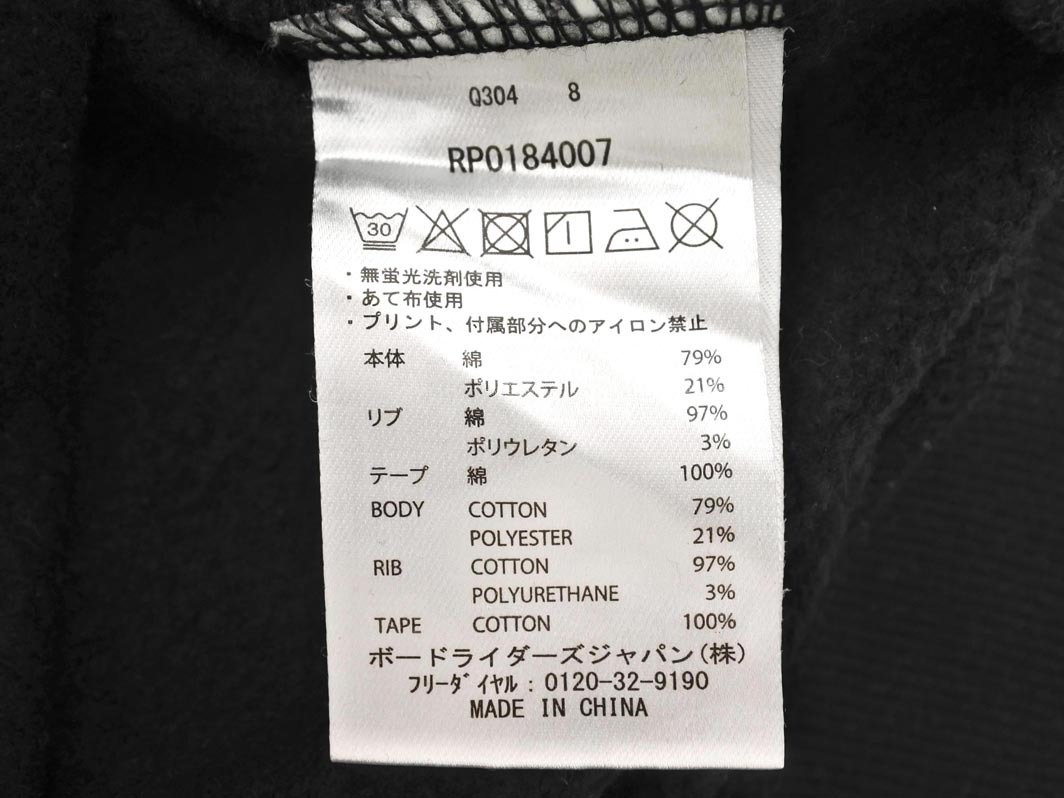 Q304 8
RP0184007
30
・無蛍光洗剤使用
・あて布使用
・プリント、付属部分へのアイロン禁止
本体 綿 79%
ポリエステル 21%
リブ 綿 97%
ポリウレタン 3%
テープ 綿 100%
BODY COTTON 79%
POLYESTER 21%
RIB COTTON 97%
POLYURETHANE 3%
TAPE COTTON 100%
ボードライダーズジャパン(株)
ﾌﾘｰﾀﾞｲﾔﾙ:0120-32-9190
MADE IN CHINA